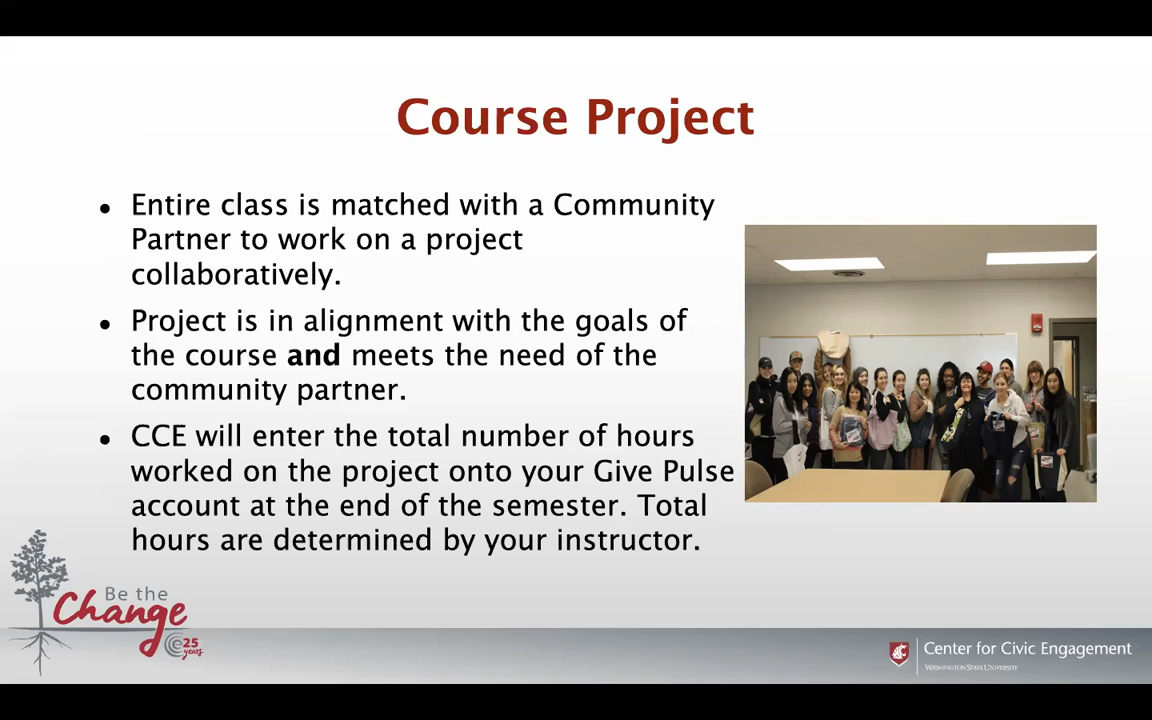 Course Project
• Entire class is matched with a Community
Partner to work on a project
collaboratively.
• Project is in alignment with the goals of
the course and meets the need of the
community partner.
• CCE will enter the total number of hours
worked on the project onto your Give Pulse
account at the end of the semester. Total
hours are determined by your instructor.
Be the
Change
25
years
Center for Civic Engagement
WASHINGTON STATE UNIVERSITY